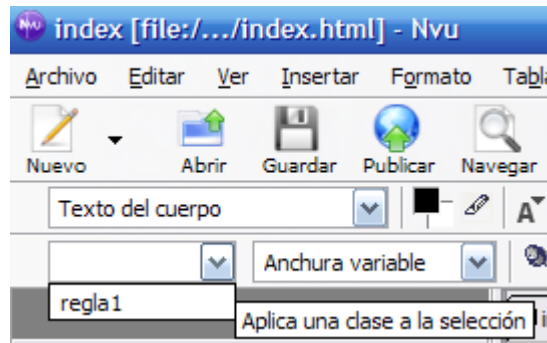 index [file:/.../index.html] - Nvu
Archivo Editar Ver Insertar Formato Tabl
Nuevo Abrir Guardar Publicar Navegar
Texto del cuerpo A
Anchura variable
regla1
Aplica una clase a la selección